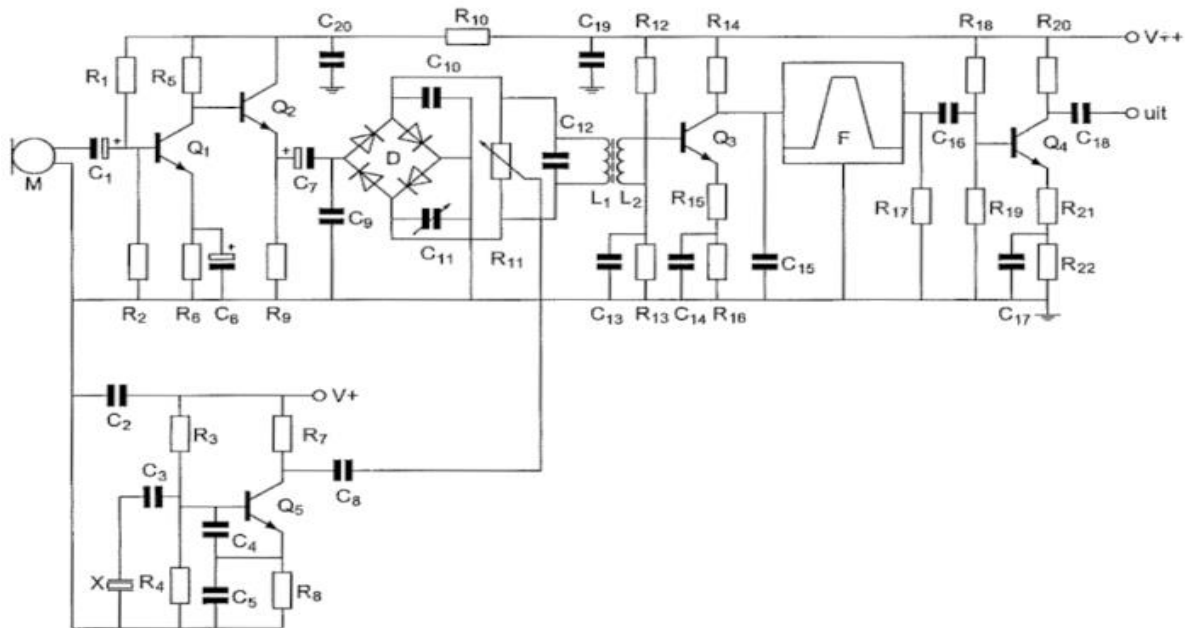 C20 R10 C19 R12 R14 R18 R20
V++
R1 R5 C10
Q2 C12 uit
Q1 D Q3 F C16 Q4 C18
M C1 C7
L1 L2 R15
C9 R17 R19 R21
C11 R11 C15 R22
R2 R6 C6 R9 C13 R13 C14 R16 C17
V+
C2
R3 R7
C3
C8
Q5
C4
X R4 C5 R8
+
+
+